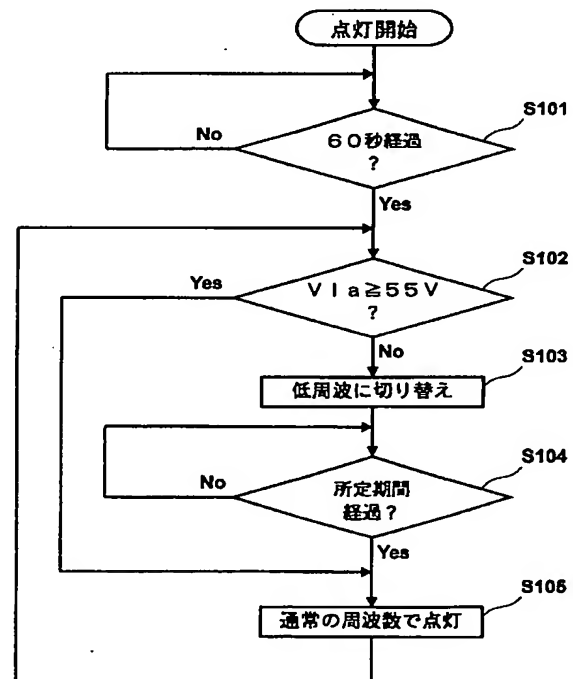 点灯開始
S101
No
６０秒経過
？
Yes
S102
Yes
Ｖｌａ≧５５Ｖ
？
No
S103
低周波に切り替え
S104
No
所定期間
経過？
Yes
S105
通常の周波数で点灯